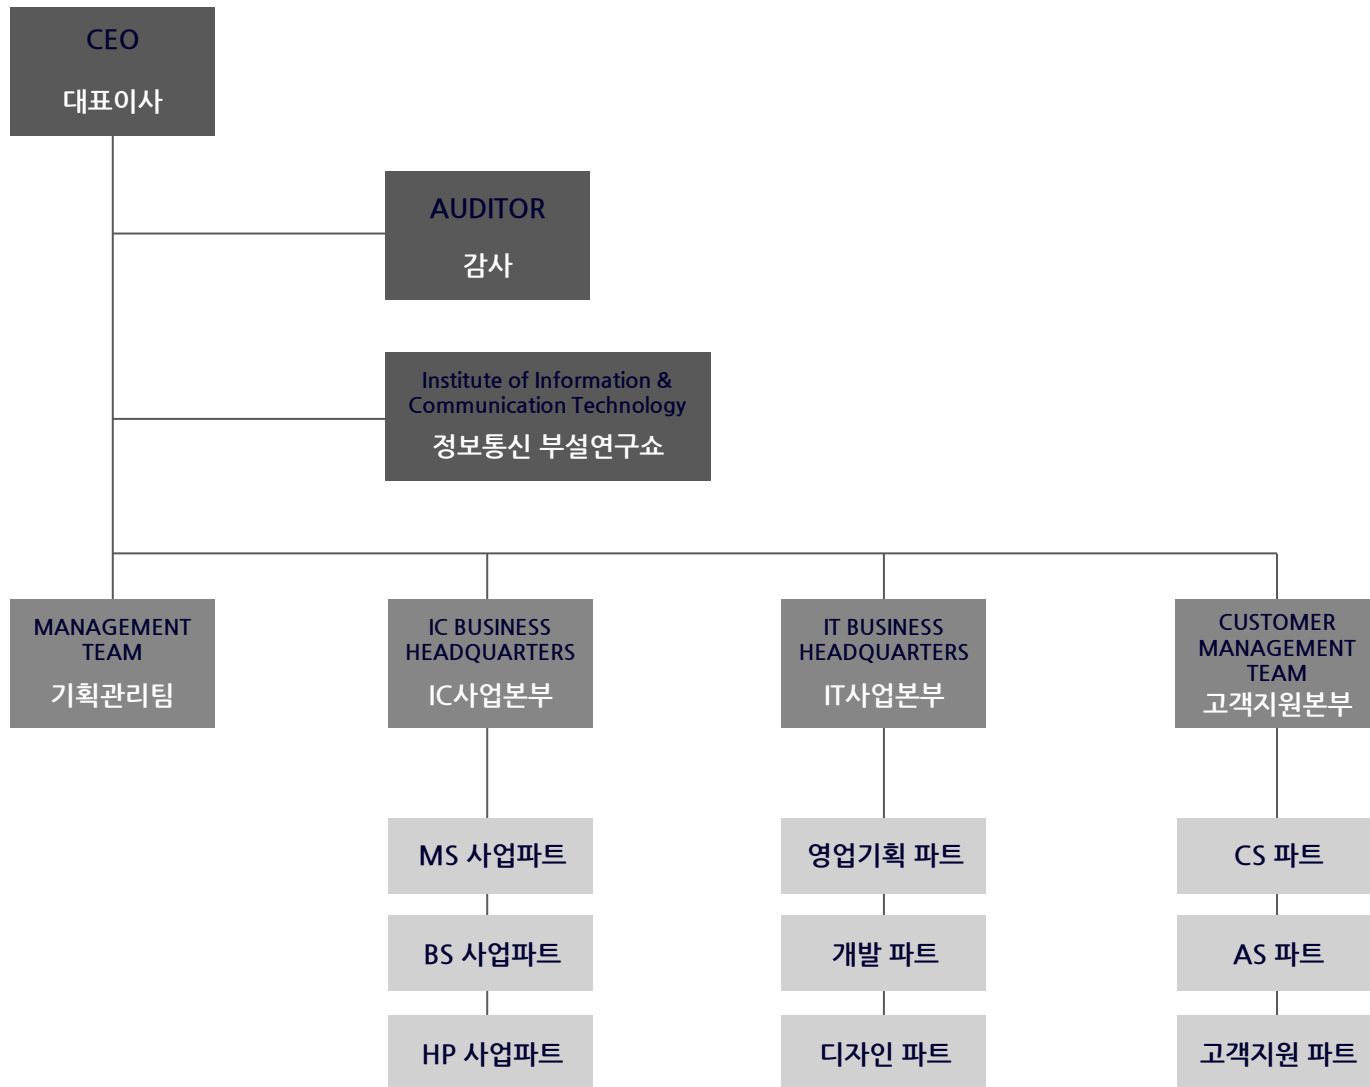 CEO
대표이사
AUDITOR
감사
Institute of Information &
Communication Technology
정보통신 부설연구쇼
MANAGEMENT
TEAM
기획관리팀
IC BUSINESS
HEADQUARTERS
IC사업본부
IT BUSINESS
HEADQUARTERS
IT사업본부
CUSTOMER
MANAGEMENT
TEAM
고객지원본부
MS 사업파트
영업기획 파트
CS 파트
BS 사업파트
개발 파트
AS 파트
HP 사업파트
디자인 파트
고객지원 파트